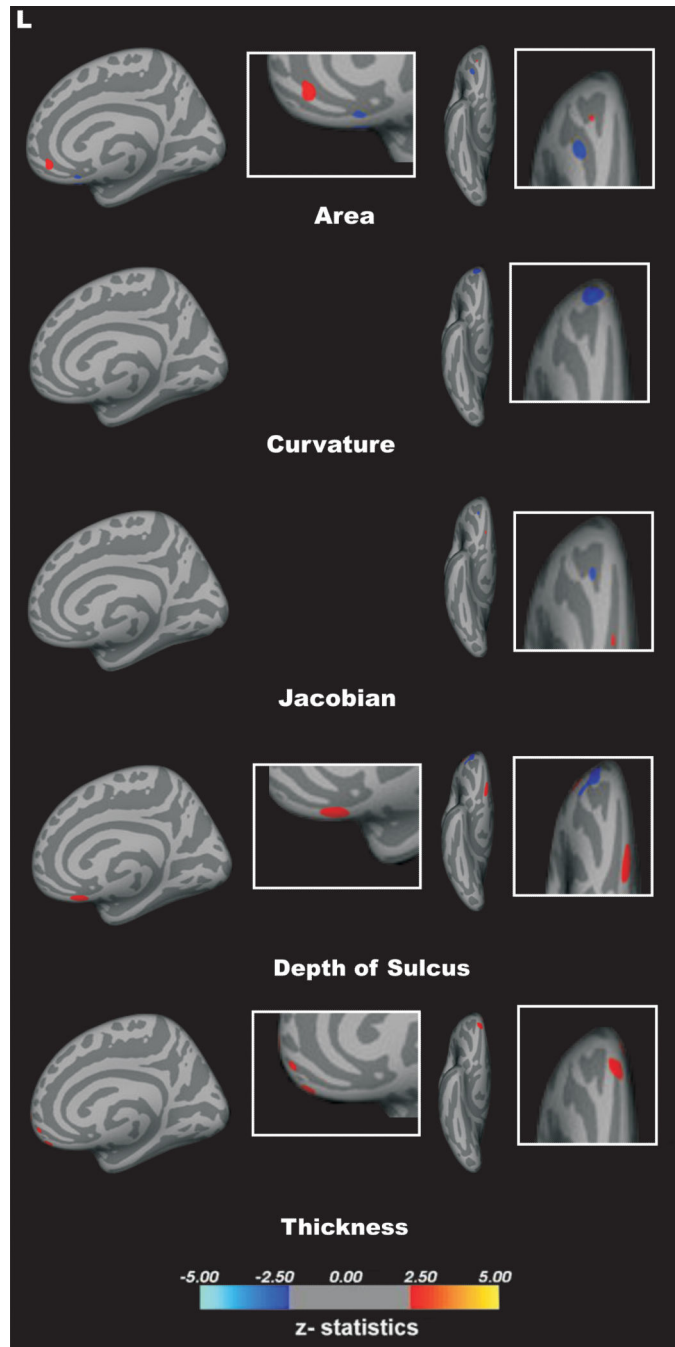 L
Area
Curvature
Jacobian
Depth of Sulcus
Thickness
-5.00 -2.50 0.00 2.50 5.00
z- statistics